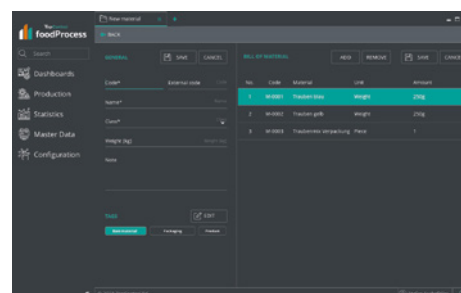 foodProcess
New material
BACK
Search
Dashboards
Production
Statistics
Master Data
Configuration
GENERAL
SAVE
CANCEL
Code*
External code
Name*
Class*
Weight (kg)
Note
TAGS
EDIT
Raw material
Packaging
Product
BILL OF MATERIAL
ADD
REMOVE
SAVE
CANCEL
No. Code Material Unit Amount
1 M-0001 Trauben blau Weight 250g
2 M-0002 Trauben gelb Weight 250g
3 M-0003 Traubenmix Verpackung Piece 1